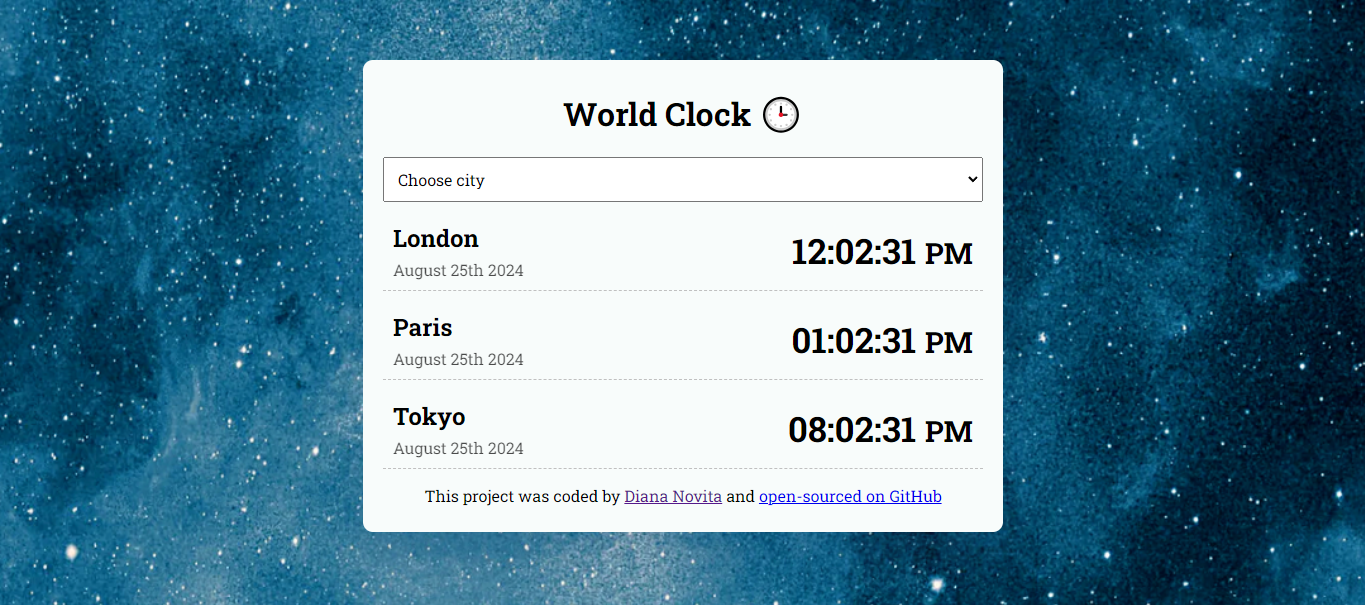 World Clock
Choose city
London
August 25th 2024
12:02:31 PM
Paris
August 25th 2024
01:02:31 PM
Tokyo
August 25th 2024
08:02:31 PM
This project was coded by Diana Novita and open-sourced on GitHub